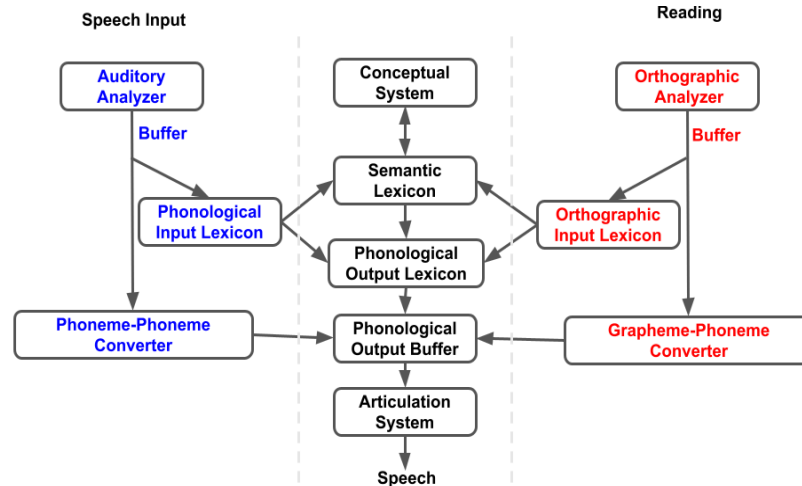 Speech Input
Reading
Auditory
Analyzer
Conceptual
System
Orthographic
Analyzer
Buffer
Buffer
Semantic
Lexicon
Phonological
Input Lexicon
Orthographic
Input Lexicon
Phonological
Output Lexicon
Phoneme-Phoneme
Converter
Phonological
Output Buffer
Grapheme-Phoneme
Converter
Articulation
System
Speech